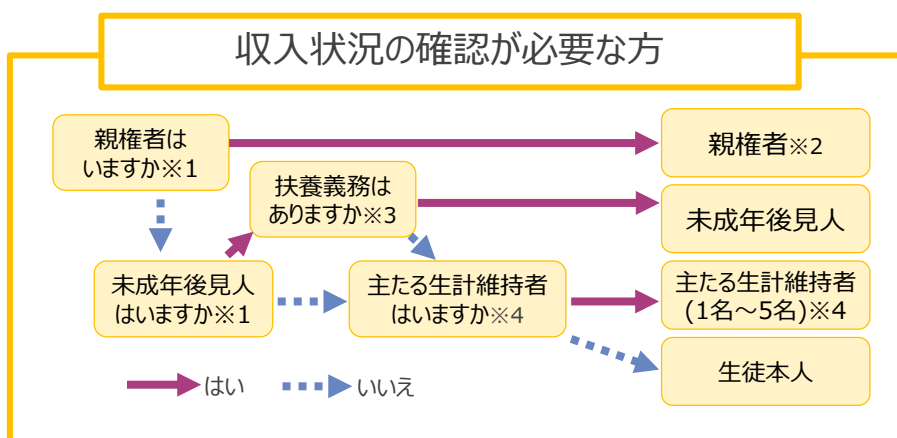 収入状況の確認が必要な方
親権者は
いますか※1
親権者※2
扶養義務は
ありますか※3
未成年後見人
未成年後見人
はいますか※1
主たる生計維持者
はいますか※4
主たる生計維持者
(1名～5名)※4
生徒本人
はい
いいえ